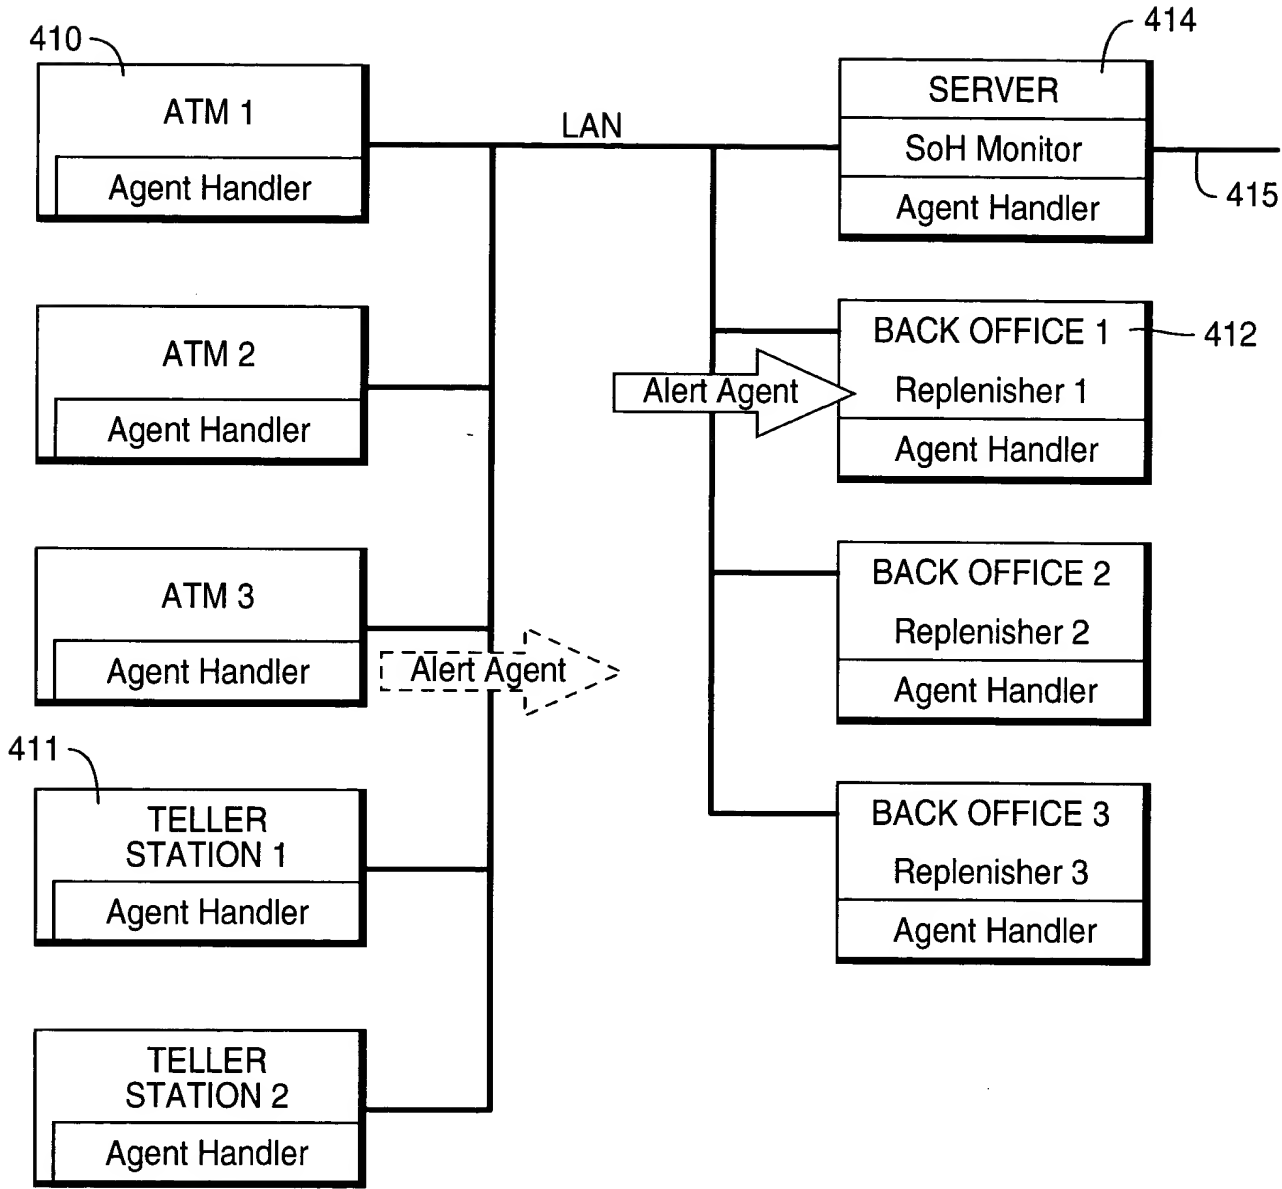 410
ATM 1
Agent Handler
ATM 2
Agent Handler
ATM 3
Agent Handler
Alert Agent
411
TELLER
STATION 1
Agent Handler
TELLER
STATION 2
Agent Handler
LAN
414
SERVER
SoH Monitor
Agent Handler
415
BACK OFFICE 1
412
Replenisher 1
Agent Handler
Alert Agent
BACK OFFICE 2
Replenisher 2
Agent Handler
BACK OFFICE 3
Replenisher 3
Agent Handler